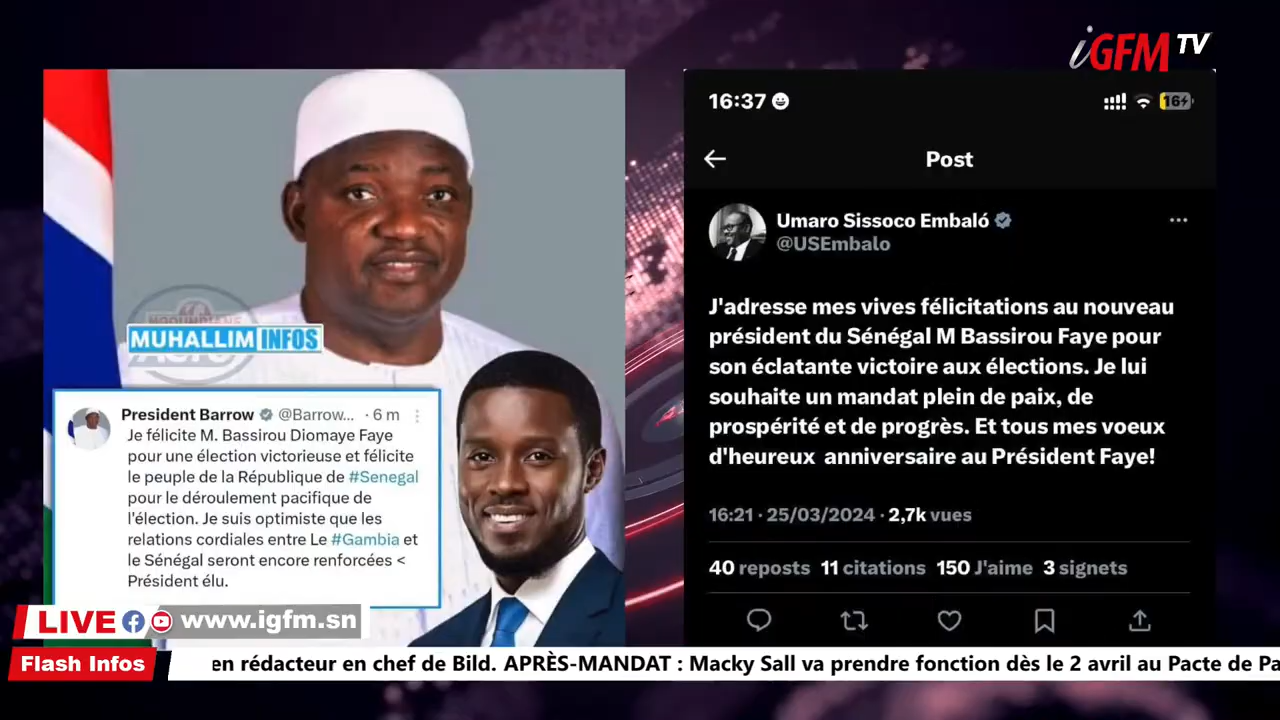 iGFM TV
MUHALLIM INFOS
President Barrow @Barrow... · 6 m
Je félicite M. Bassirou Diomaye Faye
pour une élection victorieuse et félicite
le peuple de la République de #Senegal
pour le déroulement pacifique de
l'élection. Je suis optimiste que les
relations cordiales entre Le #Gambia et
le Sénégal seront encore renforcées <
Président élu.
16:37
16
Post
Umaro Sissoco Embaló
@USEmbalo
J'adresse mes vives félicitations au nouveau
président du Sénégal M Bassirou Faye pour
son éclatante victoire aux élections. Je lui
souhaite un mandat plein de paix, de
prospérité et de progrès. Et tous mes voeux
d'heureux anniversaire au Président Faye!
16:21 · 25/03/2024 · 2,7k vues
40 reposts 11 citations 150 J'aime 3 signets
LIVE www.igfm.sn
Flash Infos en rédacteur en chef de Bild. APRÈS-MANDAT : Macky Sall va prendre fonction dès le 2 avril au Pacte de Pa